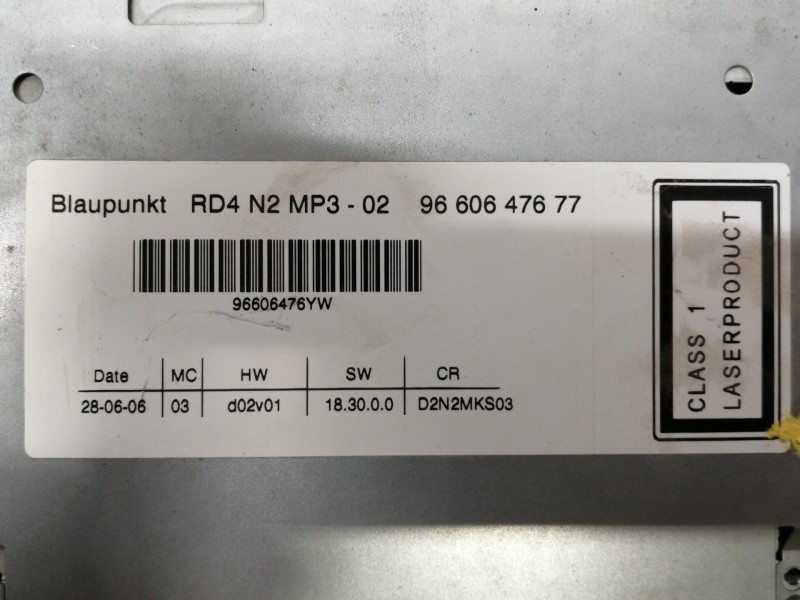 Blaupunkt RD4 N2 MP3 - 02 96 606 476 77
96606476YW
Date MC HW SW CR
28-06-06 03 d02v01 18.30.0.0 D2N2MKS03
CLASS 1
LASERPRODUCT